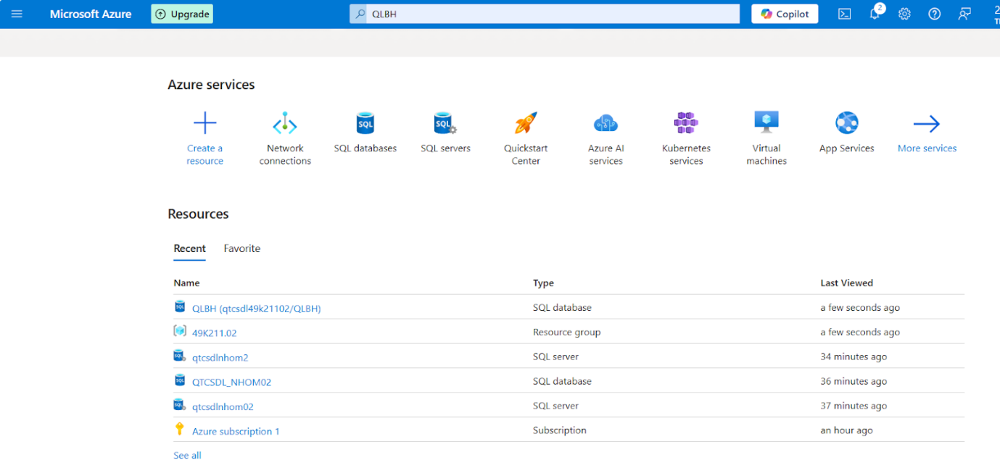 Microsoft Azure Upgrade QLBH Copilot 2
Azure services
Create a resource
Network connections
SQL databases
SQL servers
Quickstart Center
Azure AI services
Kubernetes services
Virtual machines
App Services
More services
Resources
Recent Favorite
Name Type Last Viewed
QLBH (qtcsdl49k21102/QLBH) SQL database a few seconds ago
49K211.02 Resource group a few seconds ago
qtcsdlnhom2 SQL server 34 minutes ago
QTCSDL_NHOM02 SQL database 36 minutes ago
qtcsdlnhom02 SQL server 37 minutes ago
Azure subscription 1 Subscription an hour ago
See all